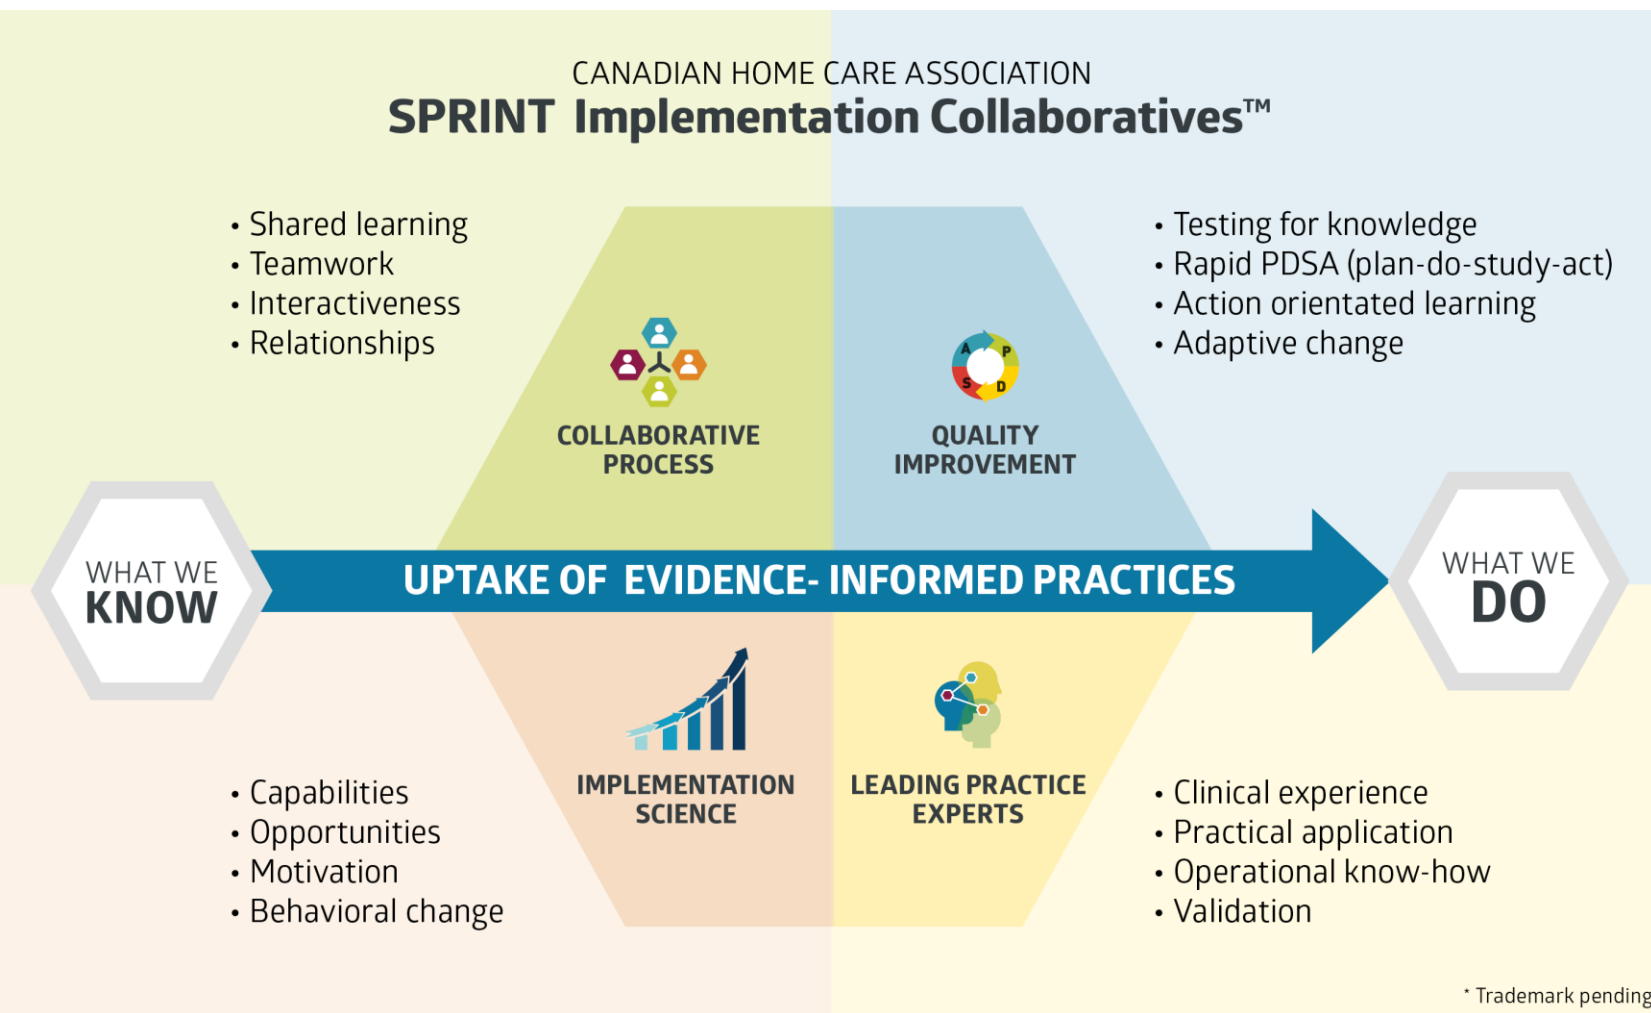 CANADIAN HOME CARE ASSOCIATION
SPRINT Implementation Collaboratives™
• Shared learning
• Teamwork
• Interactiveness
• Relationships
• Testing for knowledge
• Rapid PDSA (plan-do-study-act)
• Action orientated learning
• Adaptive change
COLLABORATIVE
PROCESS
A P
S D
QUALITY
IMPROVEMENT
WHAT WE
KNOW
UPTAKE OF EVIDENCE- INFORMED PRACTICES
WHAT WE
DO
IMPLEMENTATION
SCIENCE
LEADING PRACTICE
EXPERTS
• Capabilities
• Opportunities
• Motivation
• Behavioral change
• Clinical experience
• Practical application
• Operational know-how
• Validation
* Trademark pending